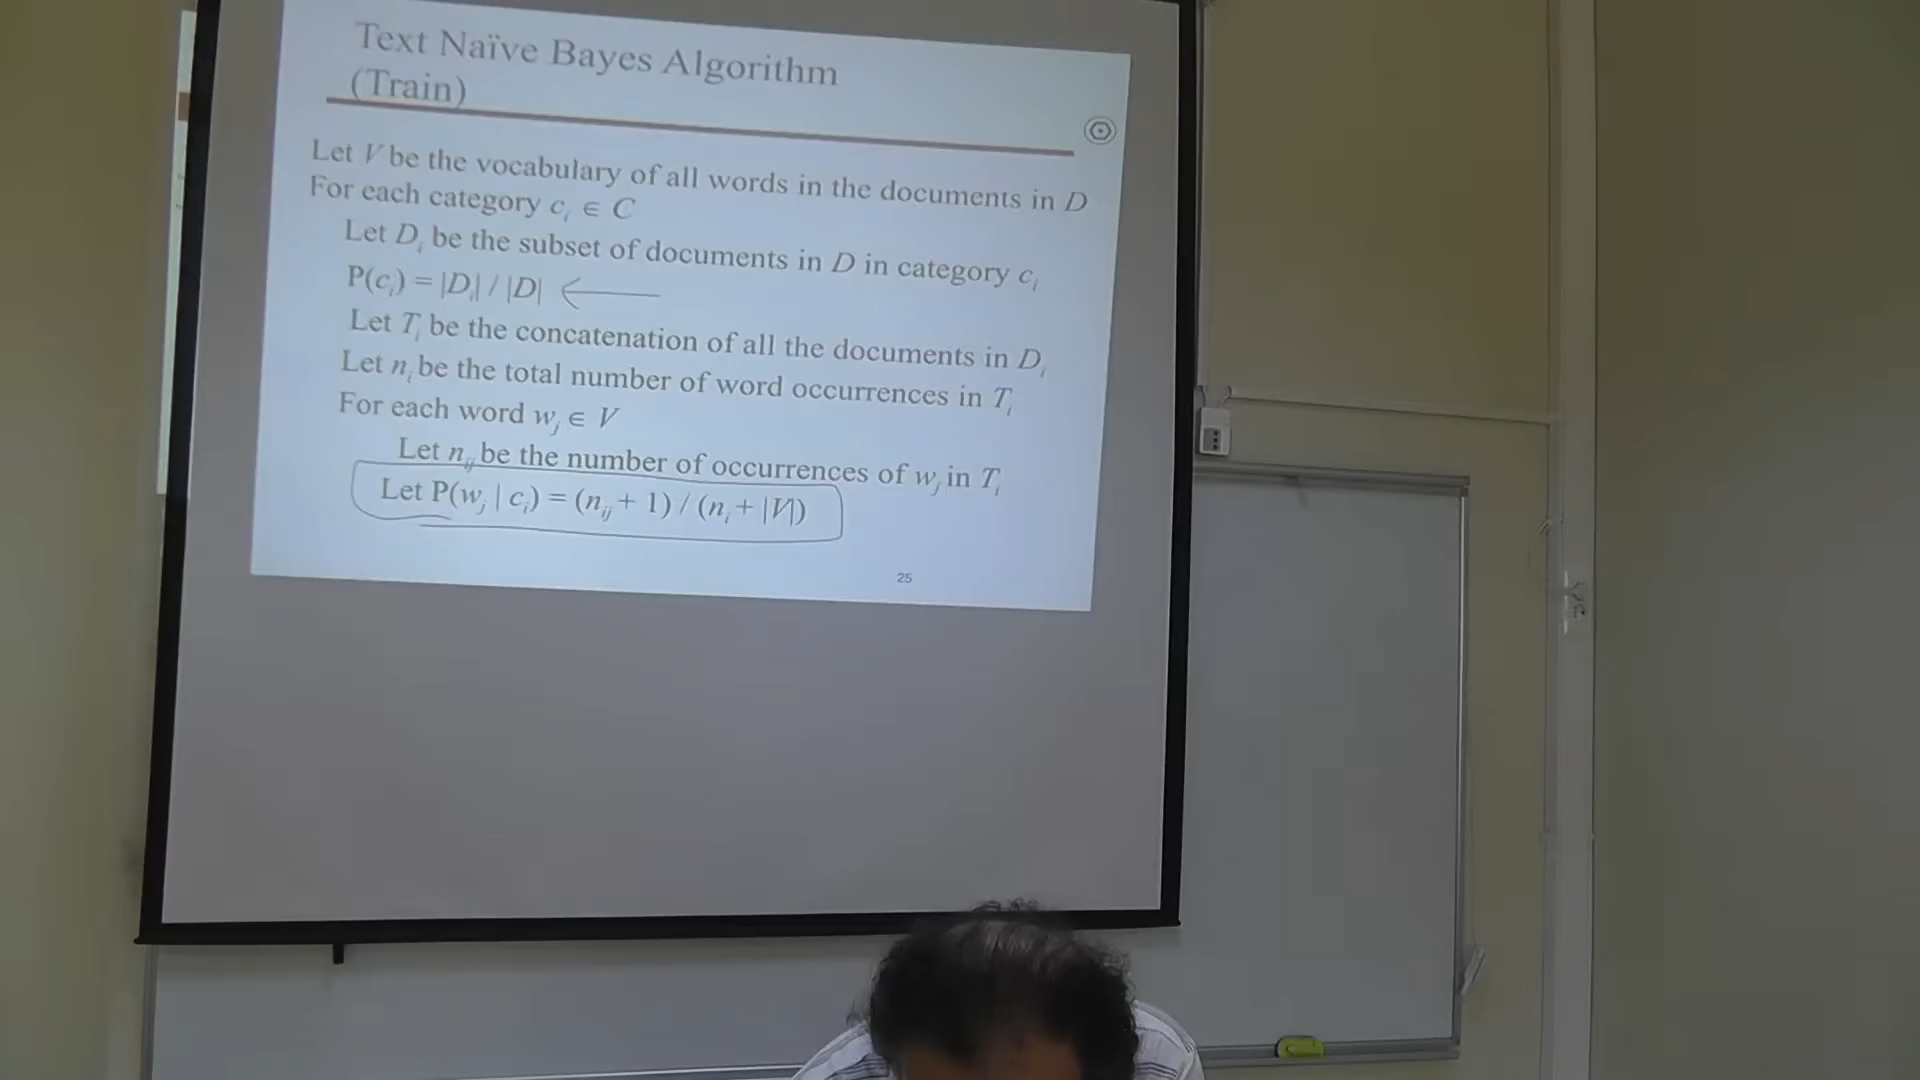 Text Naïve Bayes Algorithm
(Train)
Let V be the vocabulary of all words in the documents in D
For each category cᵢ ∈ C
Let Dᵢ be the subset of documents in D in category cᵢ
P(cᵢ) = |Dᵢ| / |D|
Let Tᵢ be the concatenation of all the documents in Dᵢ
Let nᵢ be the total number of word occurrences in Tᵢ
For each word wⱼ ∈ V
Let nᵢⱼ be the number of occurrences of wⱼ in Tᵢ
Let P(wⱼ | cᵢ) = (nᵢⱼ + 1) / (nᵢ + |V|)
25